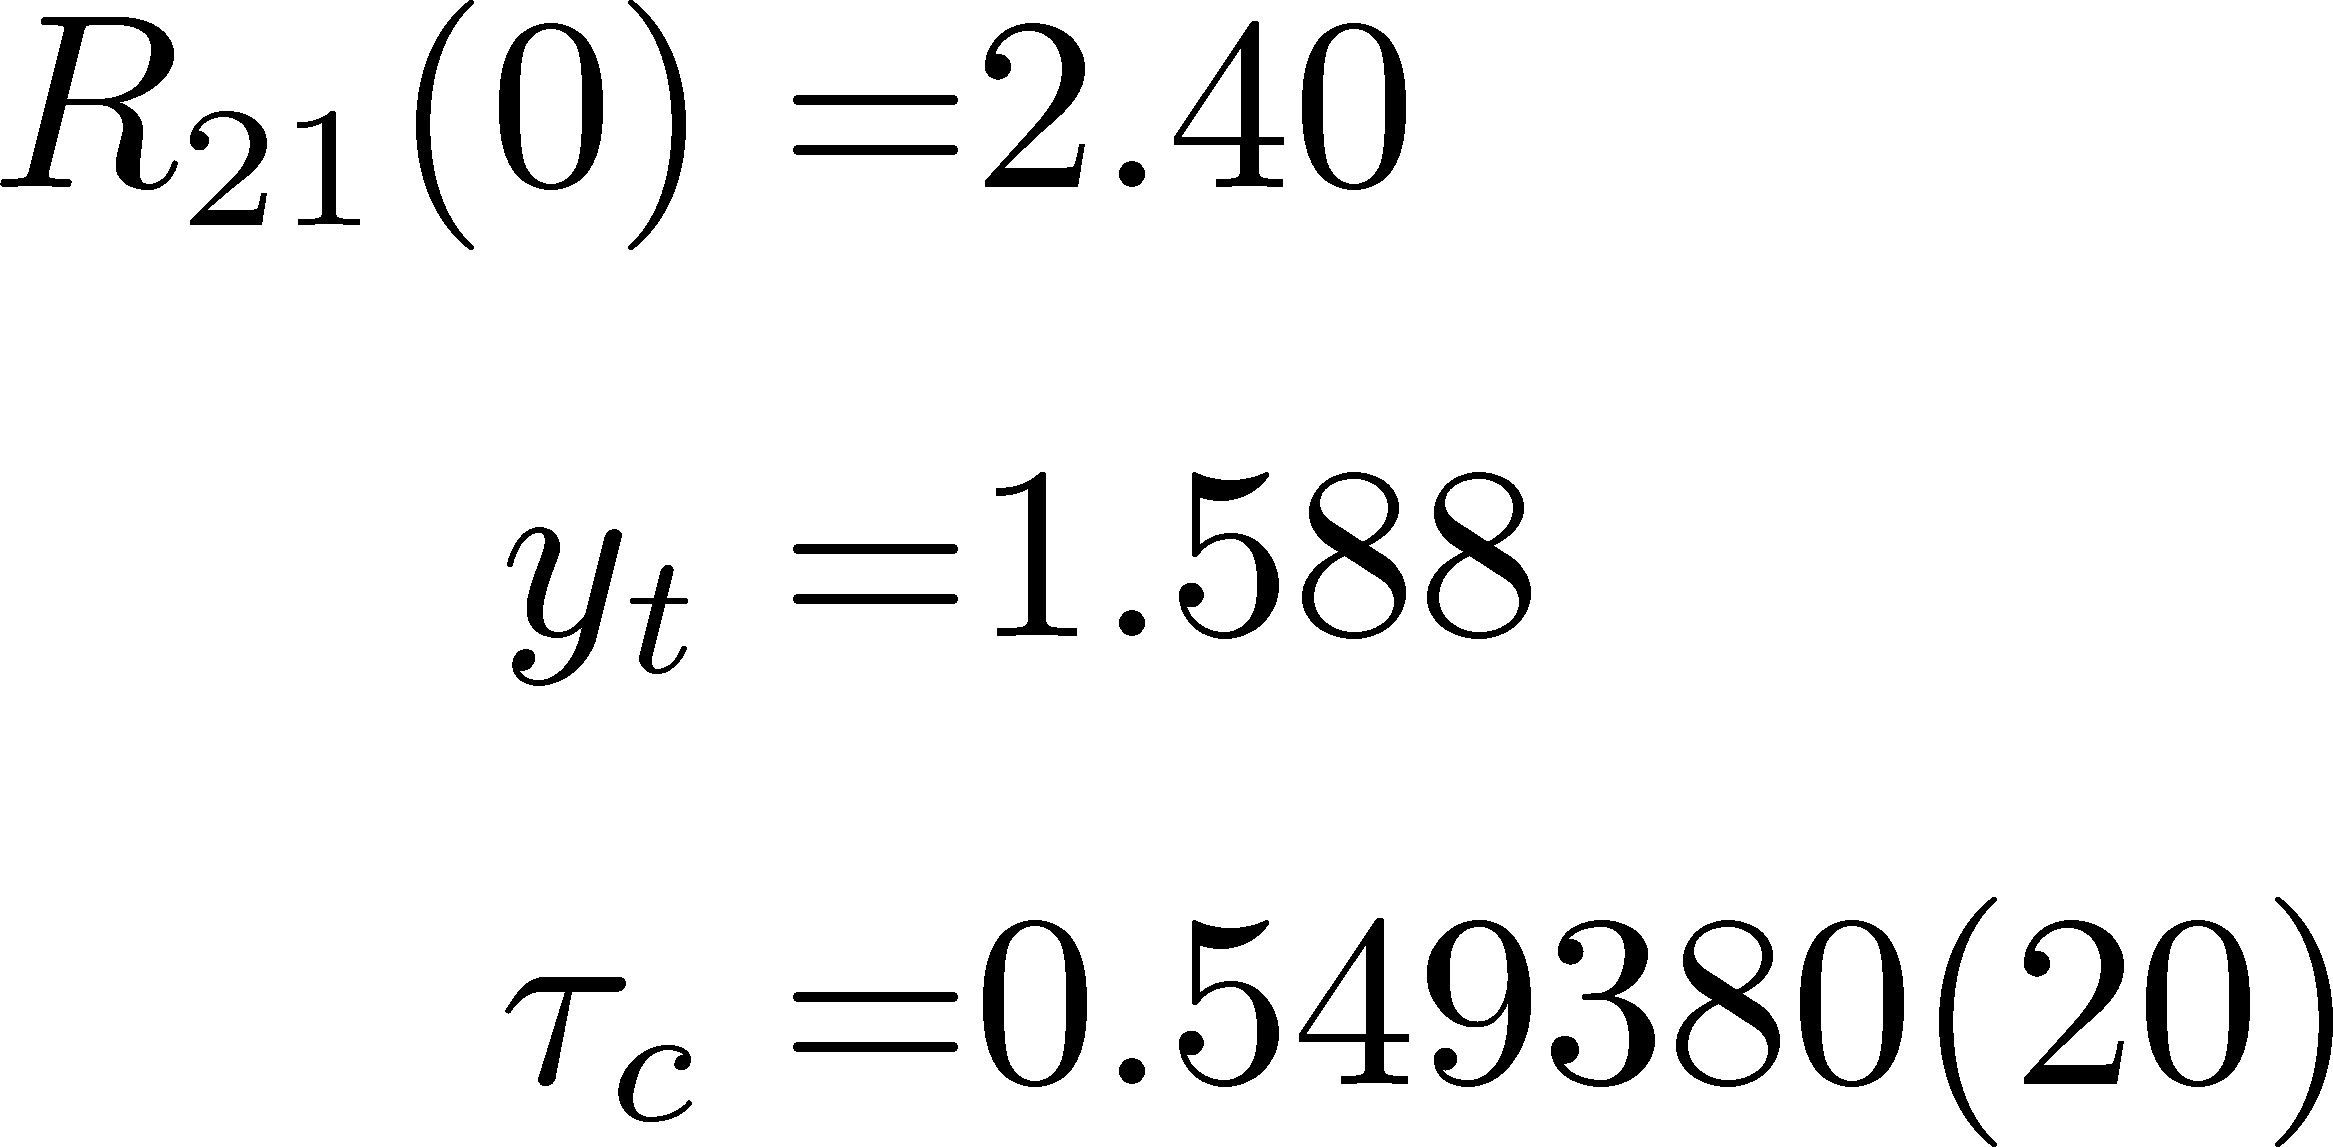 R_{21}(0) = 2.40
y_t = 1.588
τ_c = 0.549380(20)